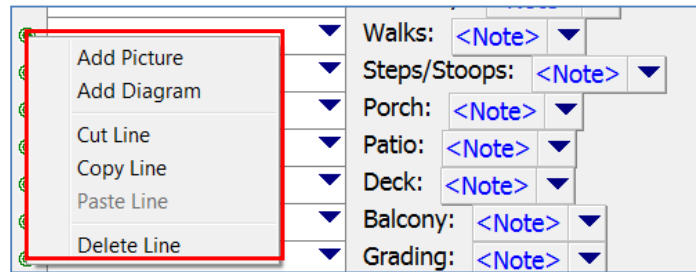 Add Picture
Add Diagram
Cut Line
Copy Line
Paste Line
Delete Line
Walks: <Note>
Steps/Stoops: <Note>
Porch: <Note>
Patio: <Note>
Deck: <Note>
Balcony: <Note>
Grading: <Note>